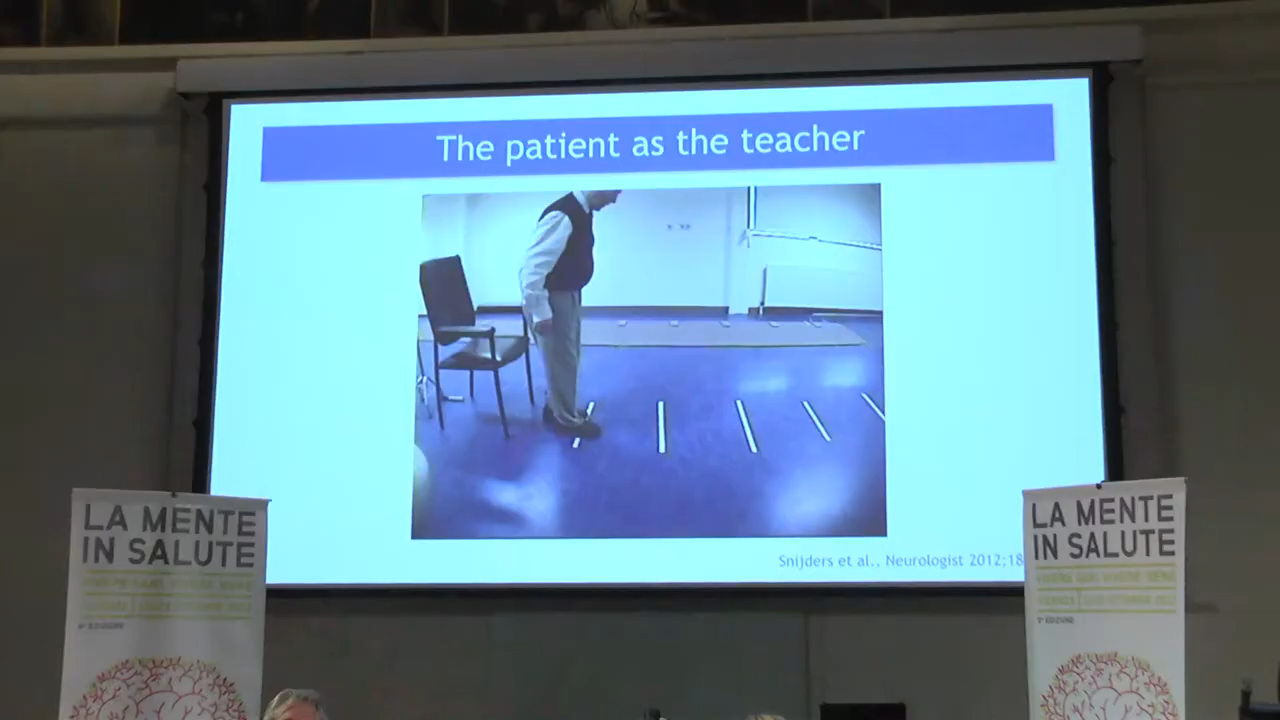 The patient as the teacher
Snijders et al., Neurologist 2012;18
LA MENTE
IN SALUTE
LA MENTE
IN SALUTE